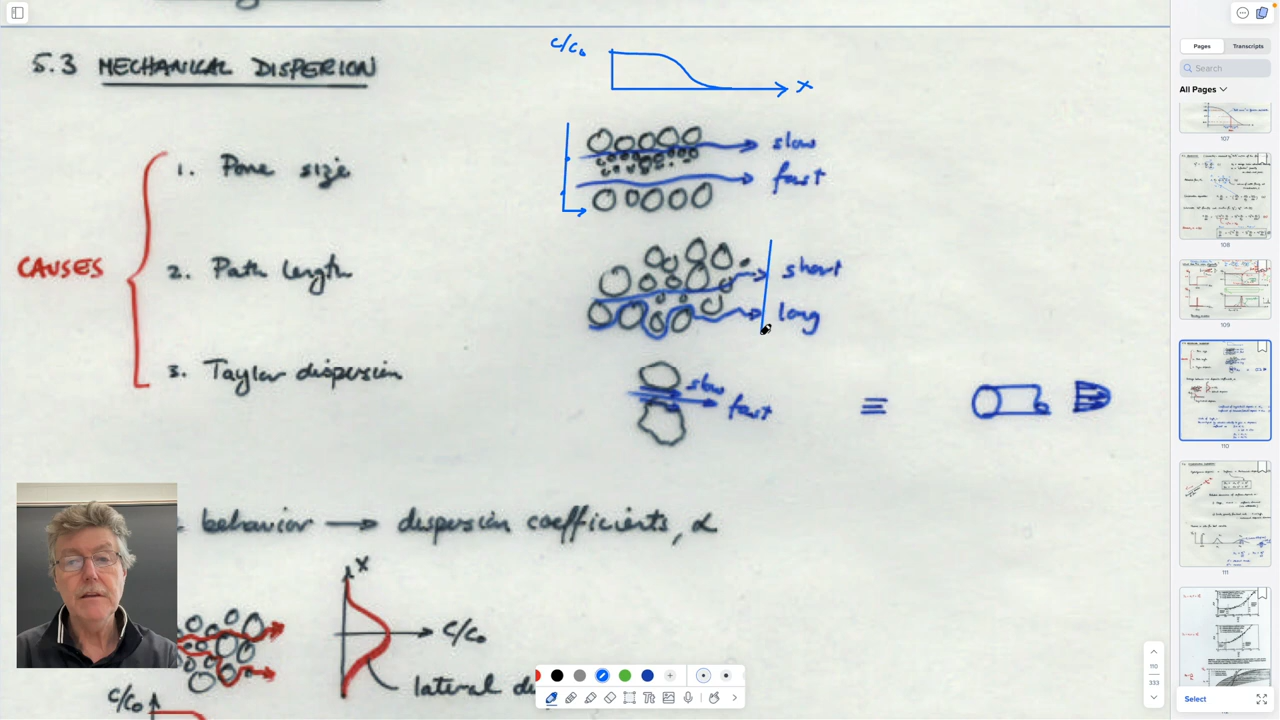 5.3 MECHANICAL DISPERION
C/C₀
x
CAUSES
1. Pore size
slow
fast
2. Path length
short
long
3. Taylor dispersion
slow
fast
≡
behavior → dispersion coefficients, α
x
C/C₀
lateral d
C/C₀
Pages
Transcripts
Search
All Pages
107
108
109
110
111
110
333
Select